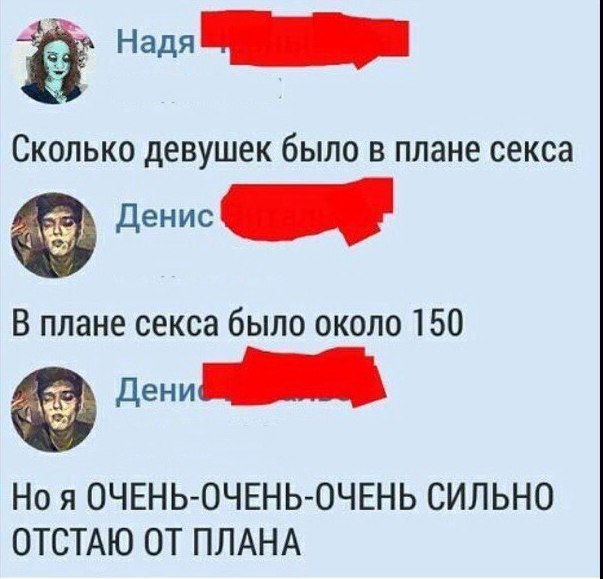 Надя
Сколько девушек было в плане секса
Денис
В плане секса было около 150
Денис
Но я ОЧЕНЬ-ОЧЕНЬ-ОЧЕНЬ СИЛЬНО
ОТСТАЮ ОТ ПЛАНА